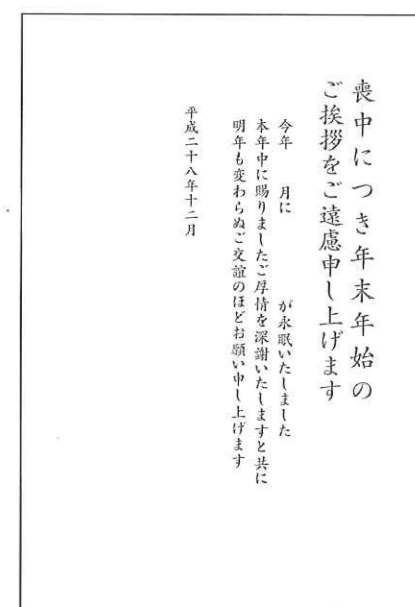 喪中につき年末年始の
ご挨拶をご遠慮申し上げます
今年　月に　　　が永眠いたしました
本年中に賜りましたご厚情を深謝いたしますと共に
明年も変わらぬご交誼のほどお願い申し上げます
平成二十八年十二月